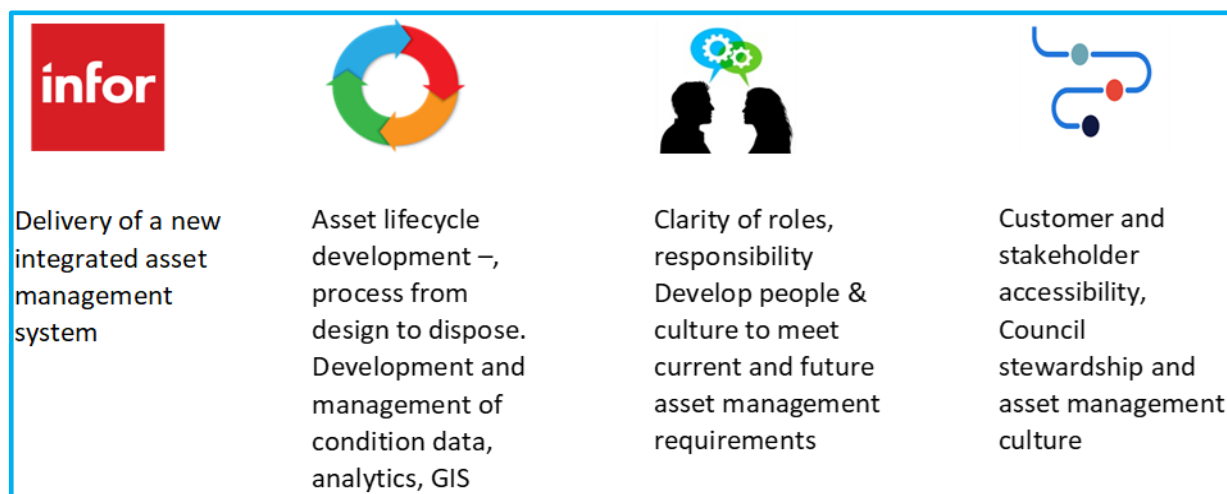 infor
Delivery of a new
integrated asset
management
system
Asset lifecycle
development –,
process from
design to dispose.
Development and
management of
condition data,
analytics, GIS
Clarity of roles,
responsibility
Develop people &
culture to meet
current and future
asset management
requirements
Customer and
stakeholder
accessibility,
Council
stewardship and
asset management
culture